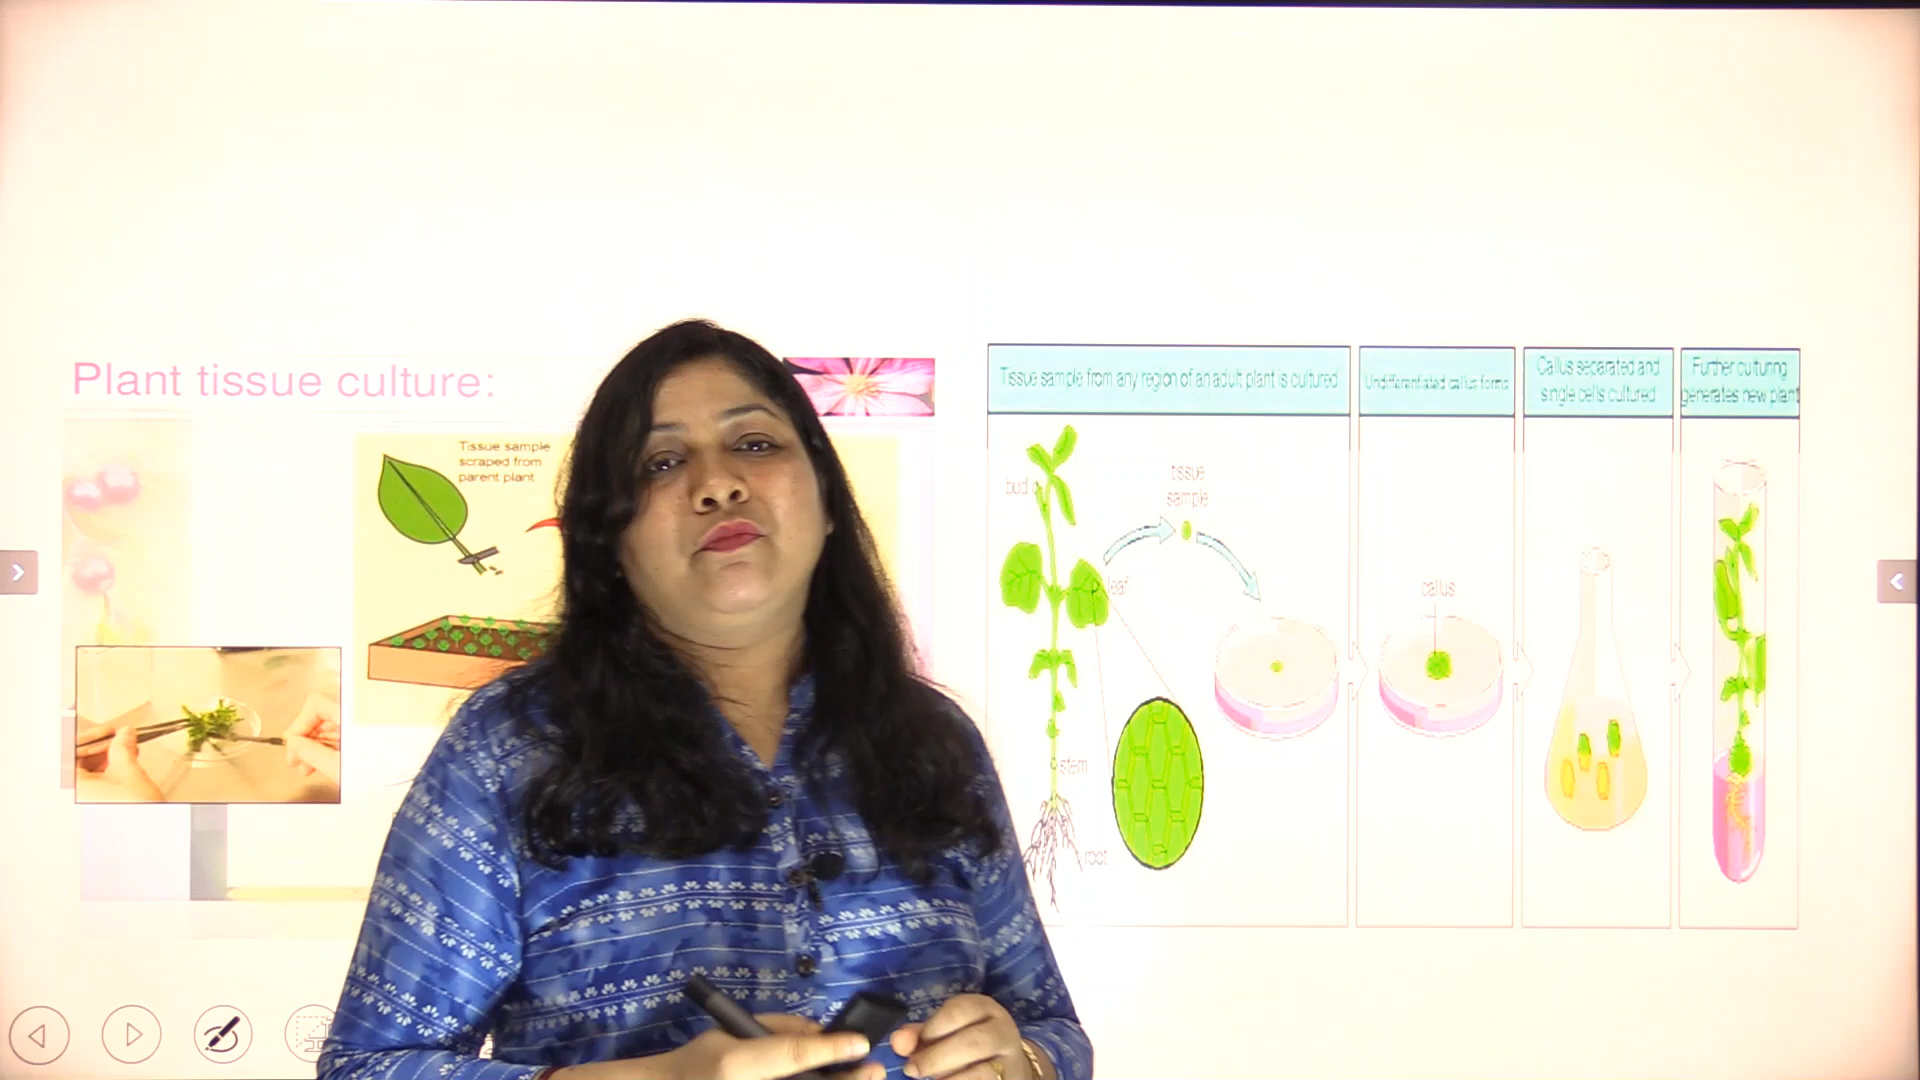 Plant tissue culture:
Tissue sample
scraped from
parent plant
Tissue sample from any region of an adult plant is cultured
Undifferentiated callus forms
Callus separated and
single cells cultured
Further culturing
generates new plant
bud
tissue
sample
leaf
stem
root
callus